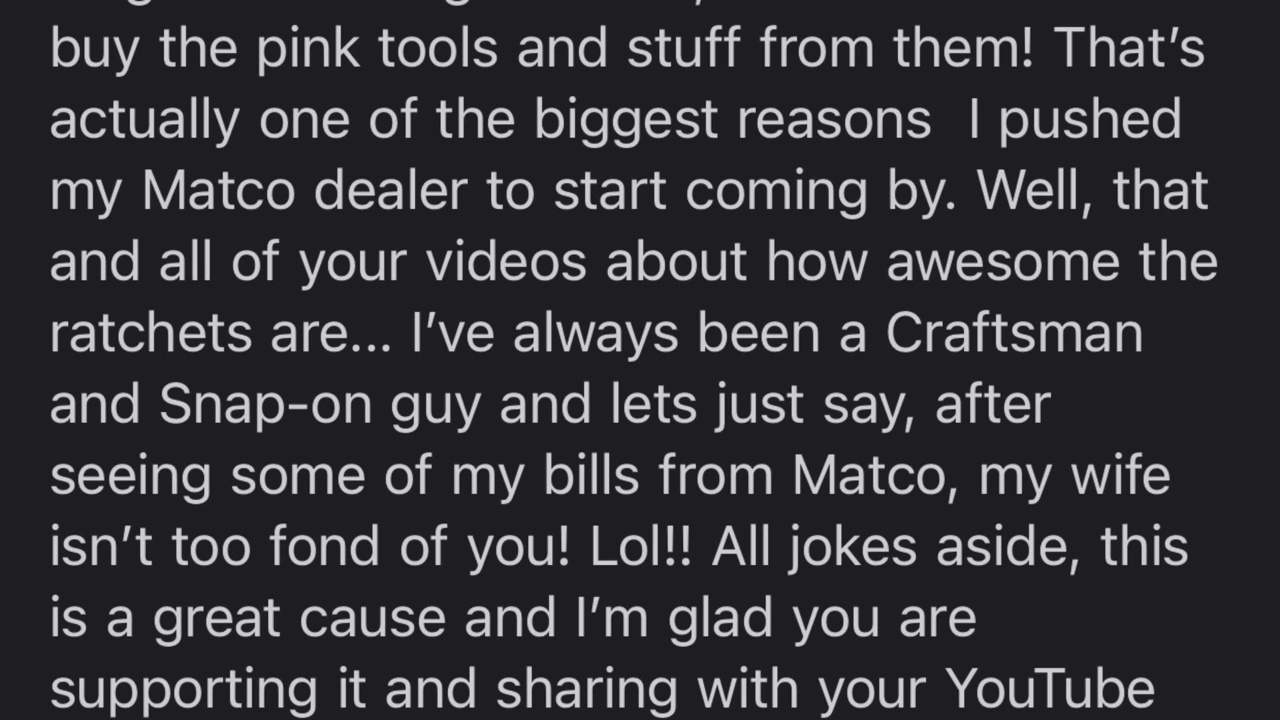 buy the pink tools and stuff from them! That’s
actually one of the biggest reasons  I pushed
my Matco dealer to start coming by. Well, that
and all of your videos about how awesome the
ratchets are... I’ve always been a Craftsman
and Snap-on guy and lets just say, after
seeing some of my bills from Matco, my wife
isn’t too fond of you! Lol!! All jokes aside, this
is a great cause and I’m glad you are
supporting it and sharing with your YouTube